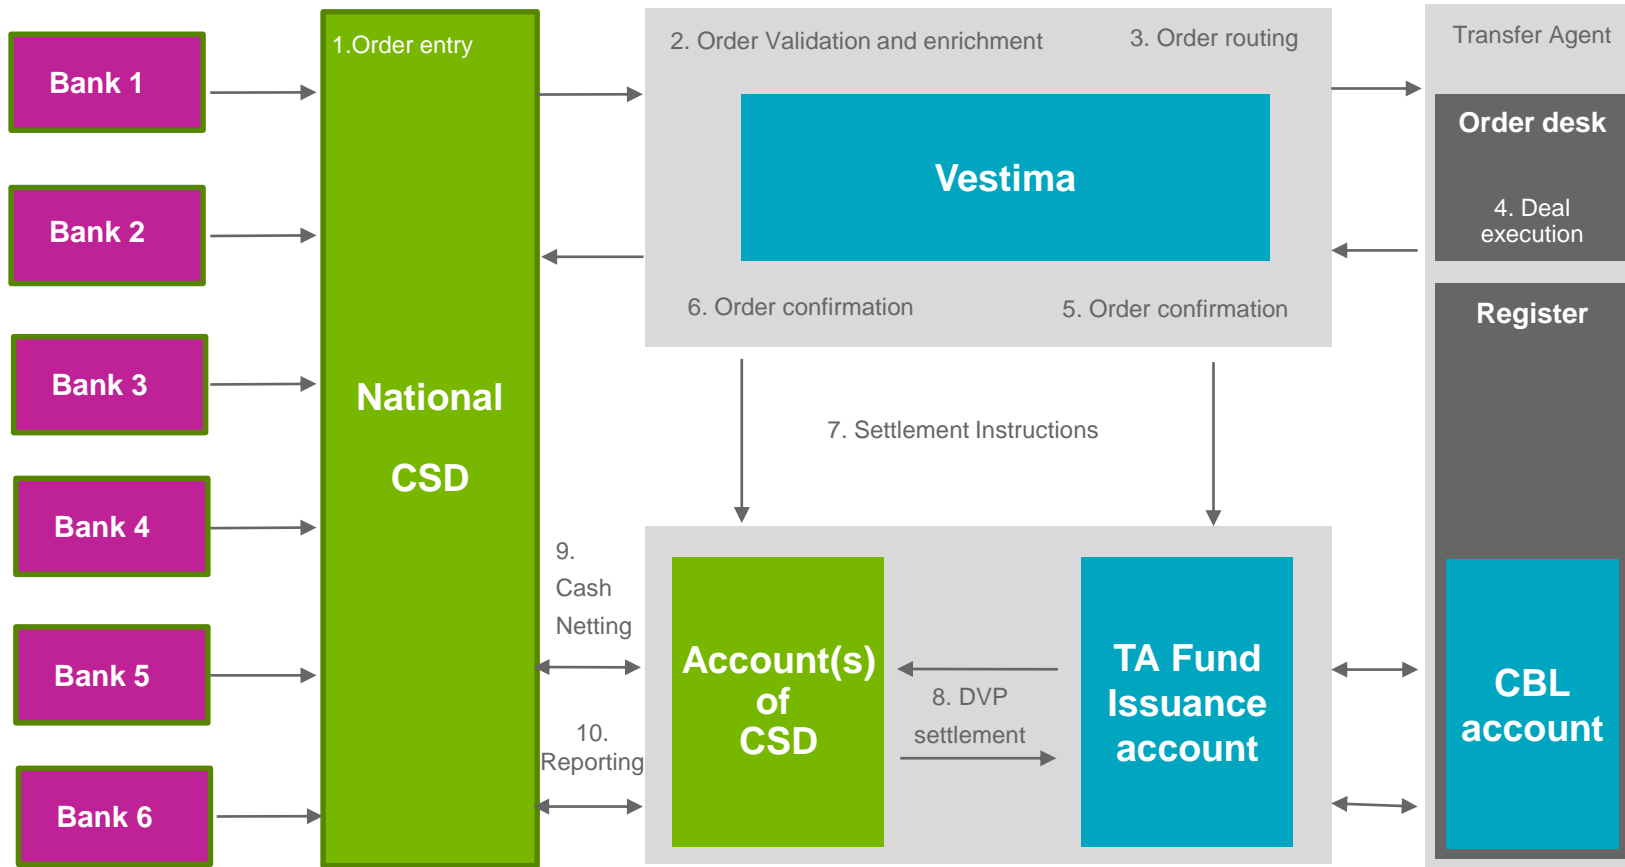 Bank 1
Bank 2
Bank 3
Bank 4
Bank 5
Bank 6
1.Order entry
National
CSD
2. Order Validation and enrichment
3. Order routing
Vestima
6. Order confirmation
5. Order confirmation
Transfer Agent
Order desk
4. Deal
execution
Register
7. Settlement Instructions
9.
Cash
Netting
10.
Reporting
Account(s)
of
CSD
8. DVP
settlement
TA Fund
Issuance
account
CBL
account